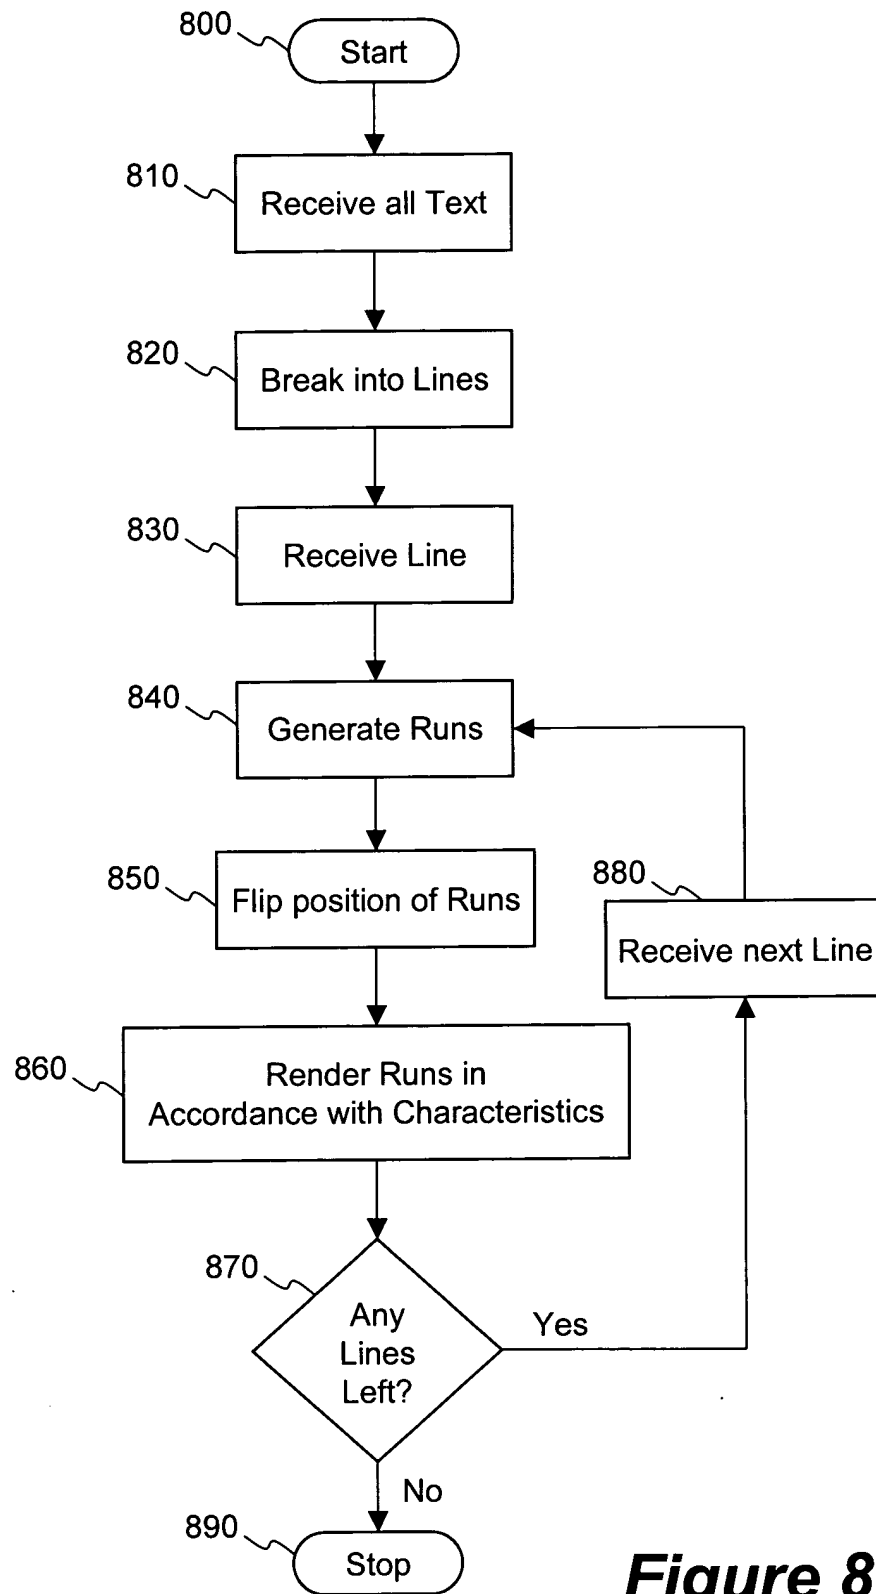 800
Start
810
Receive all Text
820
Break into Lines
830
Receive Line
840
Generate Runs
850
Flip position of Runs
880
Receive next Line
860
Render Runs in
Accordance with Characteristics
870
Any
Lines
Left?
Yes
No
890
Stop
Figure 8